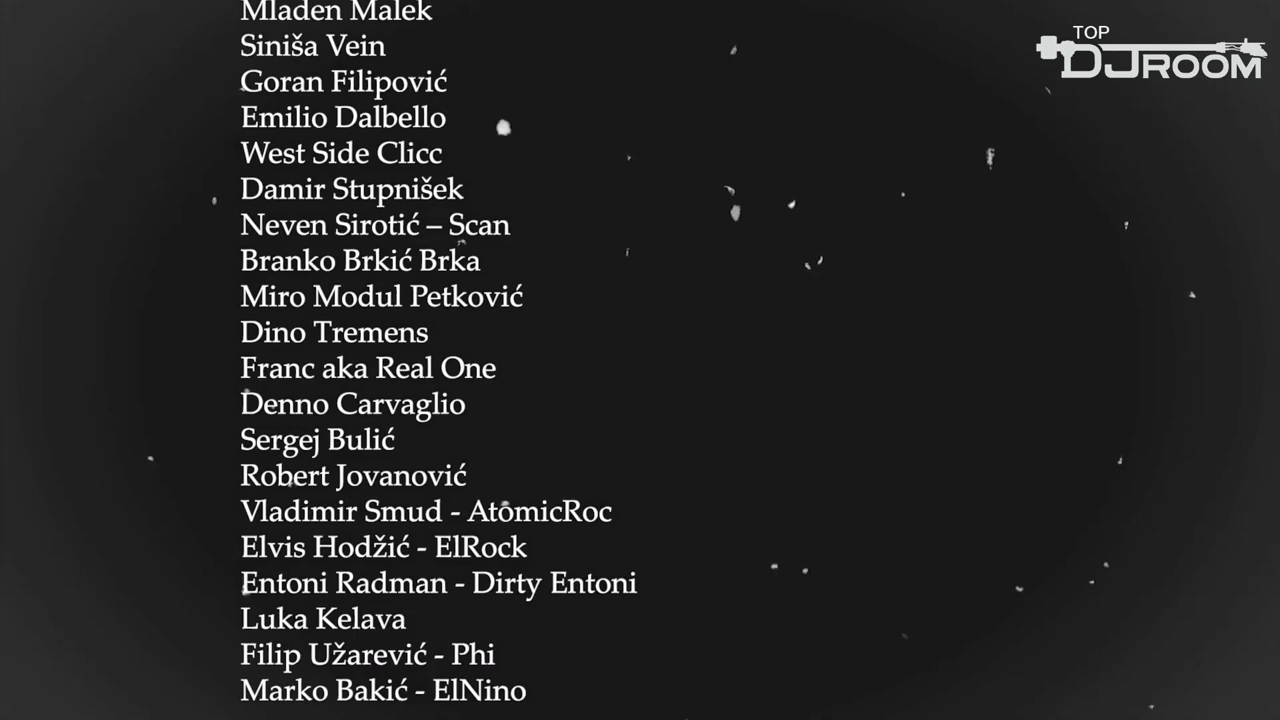 Mladen Malek
Siniša Vein
Goran Filipović
Emilio Dalbello
West Side Clicc
Damir Stupnišek
Neven Sirotić – Scan
Branko Brkić Brka
Miro Modul Petković
Dino Tremens
Franc aka Real One
Denno Carvaglio
Sergej Bulić
Robert Jovanović
Vladimir Smud - AtomicRoc
Elvis Hodžić - ElRock
Entoni Radman - Dirty Entoni
Luka Kelava
Filip Užarević - Phi
Marko Bakić - ElNino
TOP
DJROOM